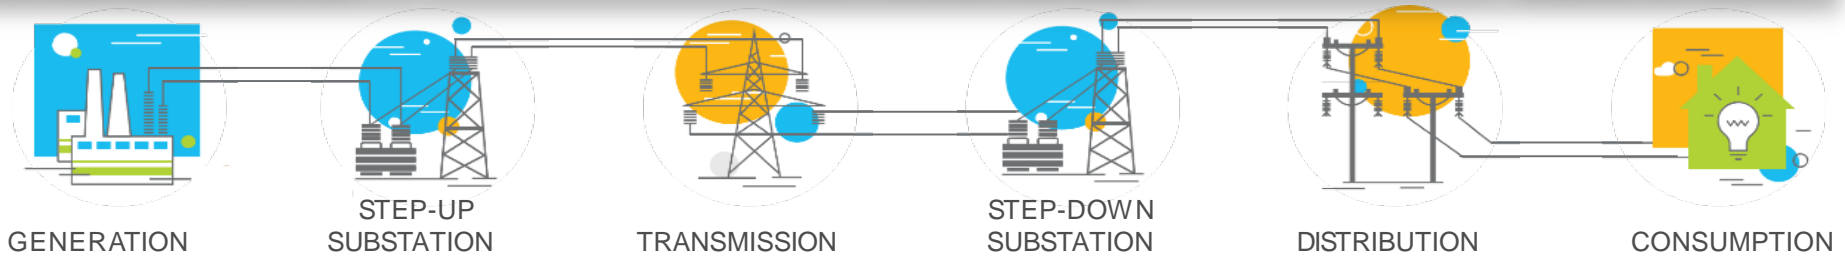 GENERATION
STEP-UP
SUBSTATION
TRANSMISSION
STEP-DOWN
SUBSTATION
DISTRIBUTION
CONSUMPTION